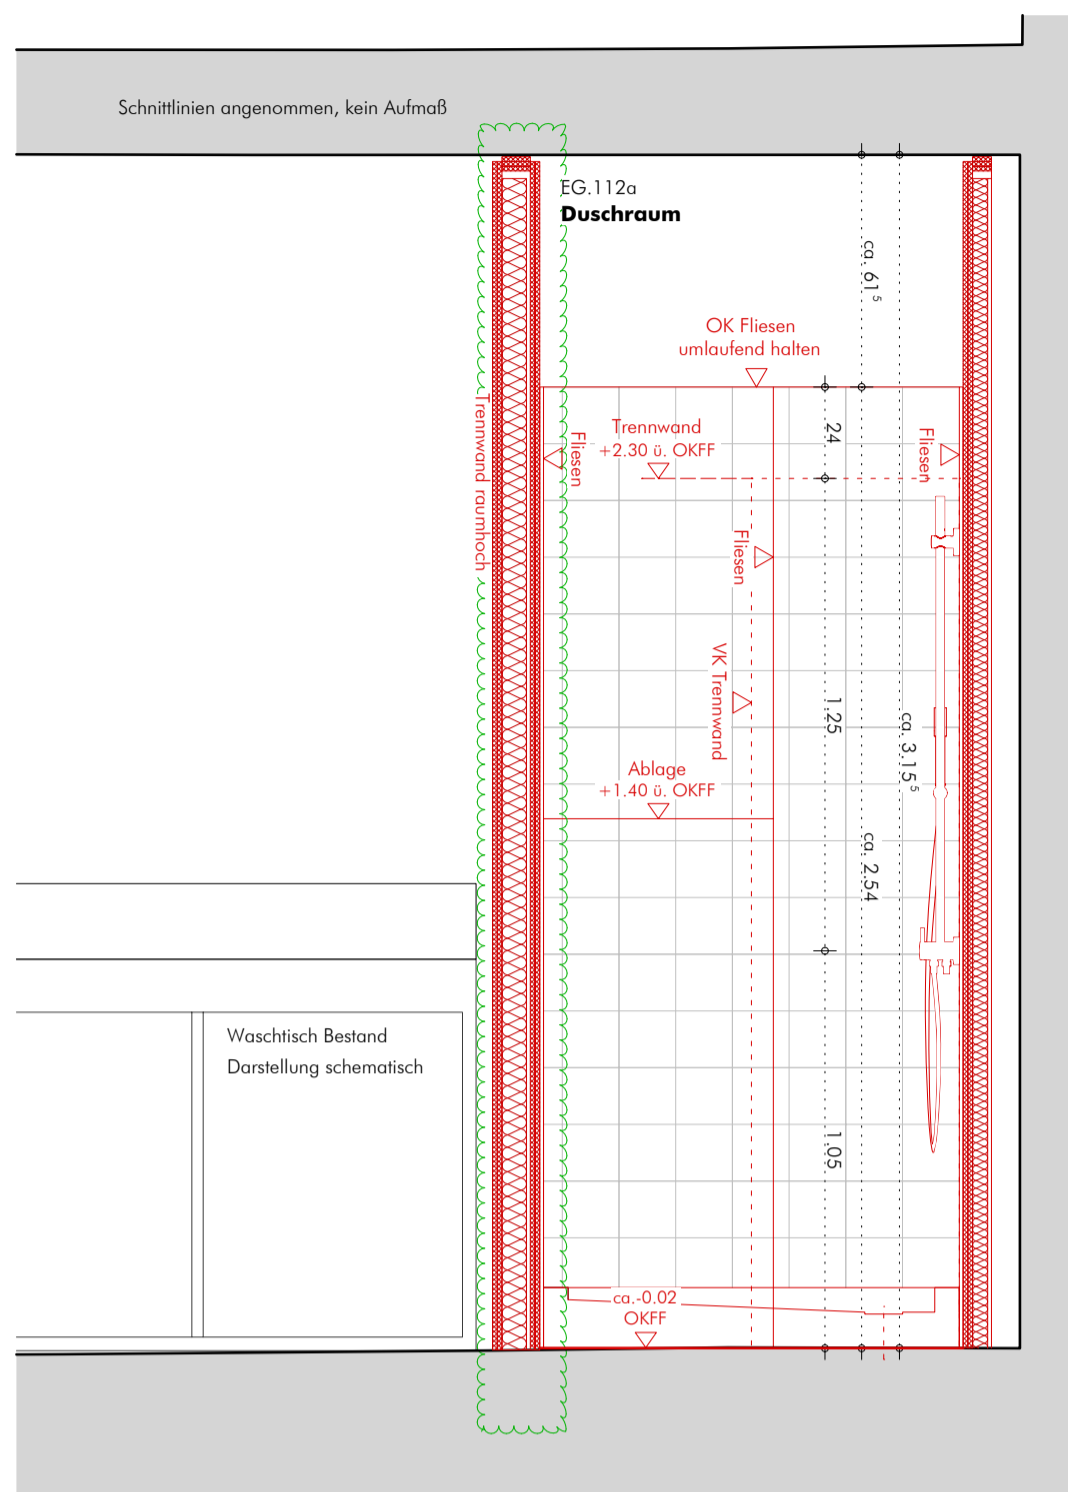 Schnittlinien angenommen, kein Aufmaß
EG.112a
Duschraum
ca. 61⁵
OK Fliesen
umlaufend halten
Trennwand raumhoch
Fliesen
Trennwand
+2.30 ü. OKFF
24
Fliesen
Fliesen
VK Trennwand
1.25
ca. 3.15⁵
Ablage
+1.40 ü. OKFF
ca. 2.54
Waschtisch Bestand
Darstellung schematisch
1.05
ca.-0.02
OKFF